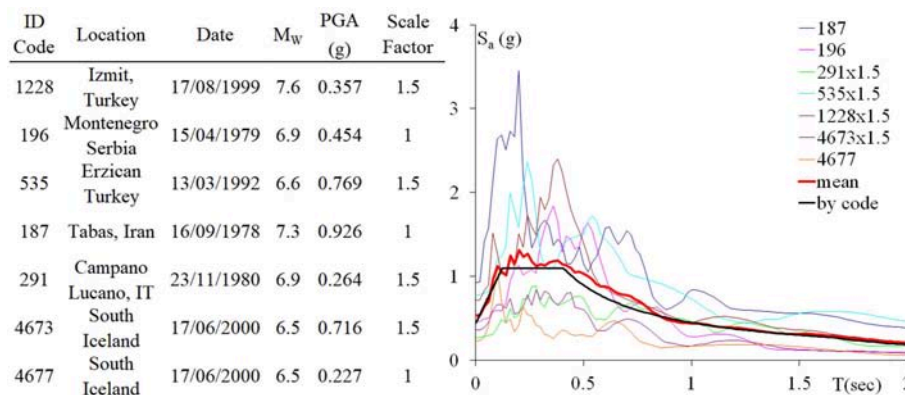 ID Code Location Date Mw PGA (g) Scale Factor
1228 Izmit, Turkey 17/08/1999 7.6 0.357 1.5
196 Montenegro Serbia 15/04/1979 6.9 0.454 1
535 Erzican Turkey 13/03/1992 6.6 0.769 1.5
187 Tabas, Iran 16/09/1978 7.3 0.926 1
291 Campano Lucano, IT 23/11/1980 6.9 0.264 1.5
4673 South Iceland 17/06/2000 6.5 0.716 1.5
4677 South Iceland 17/06/2000 6.5 0.227 1
Sa (g)
4
3
2
1
0
187
196
291x1.5
535x1.5
1228x1.5
4673x1.5
4677
mean
by code
0 0.5 1 1.5 T(sec) 2